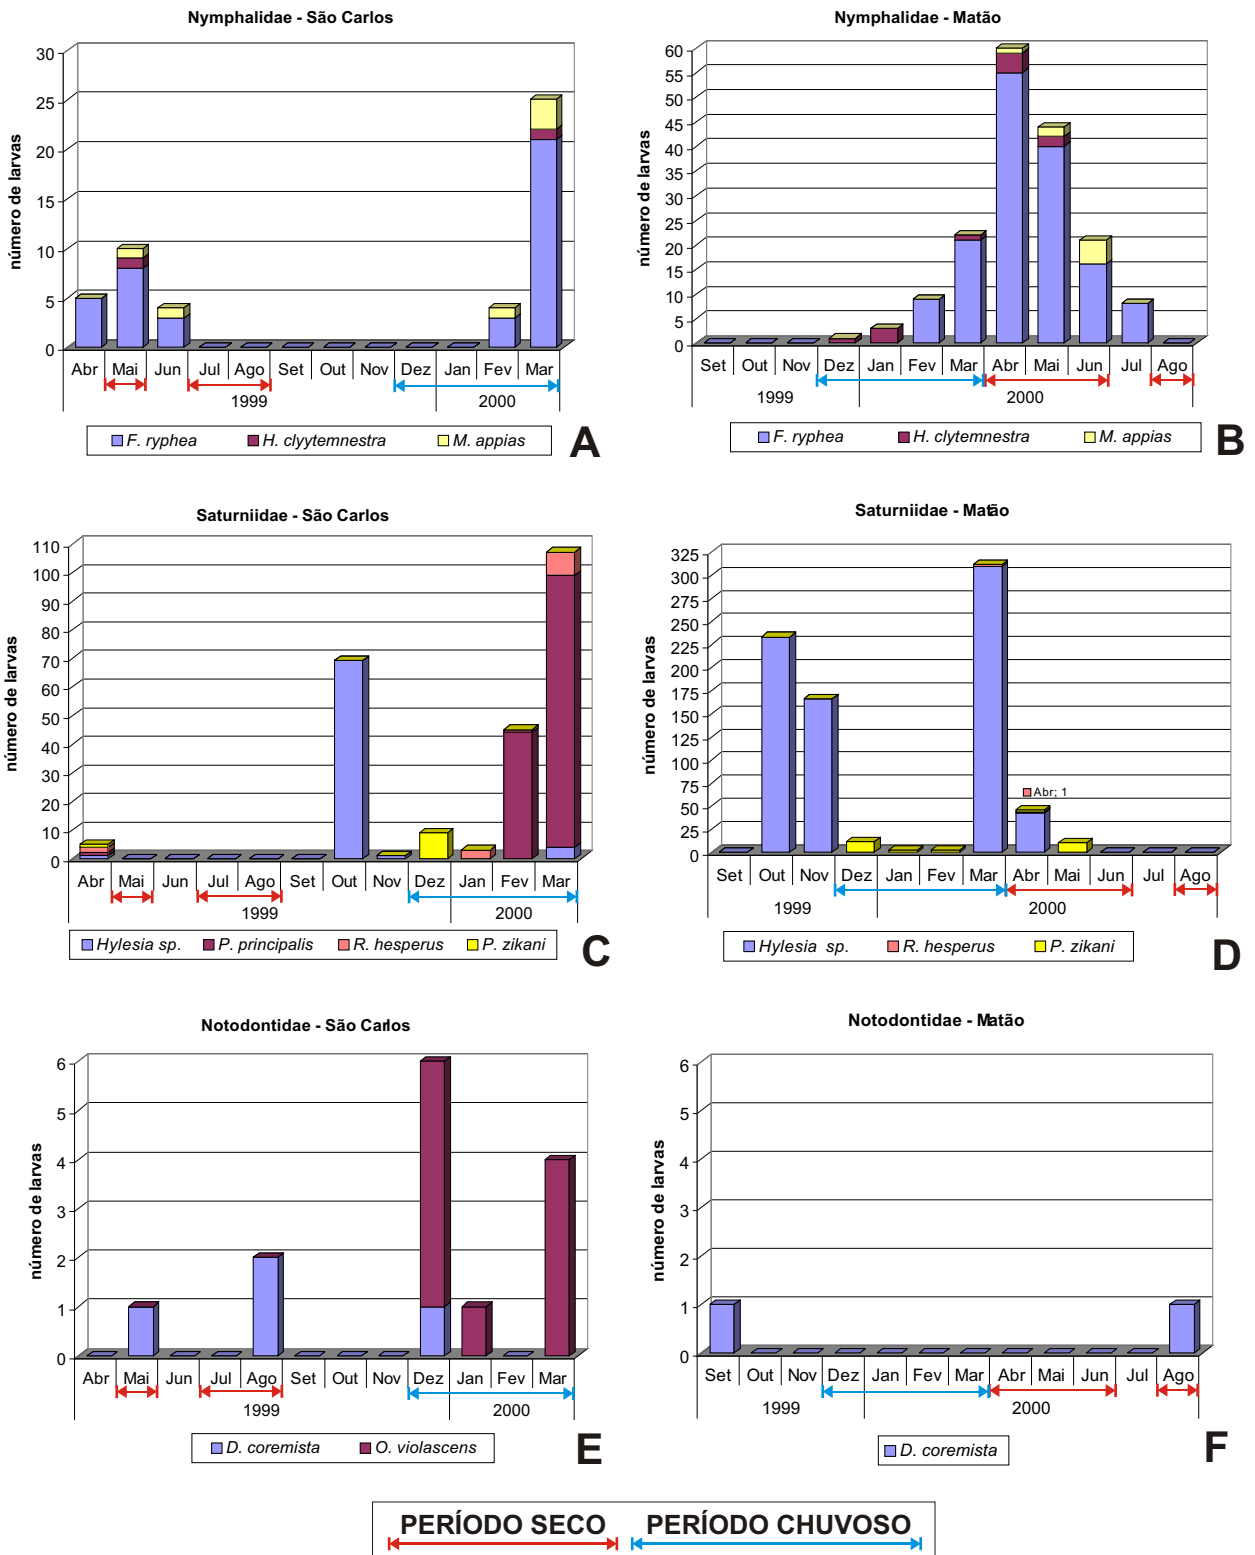 Nymphalidae - São Carlos
número de larvas
30
25
20
15
10
5
0
Abr Mai Jun Jul Ago Set Out Nov Dez Jan Fev Mar
1999 2000
F. ryphea H. clyytemnestra M. appias
A
Nymphalidae - Matão
número de larvas
60
55
50
45
40
35
30
25
20
15
10
5
0
Set Out Nov Dez Jan Fev Mar Abr Mai Jun Jul Ago
1999 2000
F. ryphea H. clytemnestra M. appias
B
Saturniidae - São Carlos
número de larvas
110
100
90
80
70
60
50
40
30
20
10
0
Abr Mai Jun Jul Ago Set Out Nov Dez Jan Fev Mar
1999 2000
Hylesia sp. P. principalis R. hesperus P. zikani
C
Saturniidae - Matão
número de larvas
325
300
275
250
225
200
175
150
125
100
75
50
25
0
Abr; 1
Set Out Nov Dez Jan Fev Mar Abr Mai Jun Jul Ago
1999 2000
Hylesia sp. R. hesperus P. zikani
D
Notodontidae - São Carlos
número de larvas
6
5
4
3
2
1
0
Abr Mai Jun Jul Ago Set Out Nov Dez Jan Fev Mar
1999 2000
D. coremista O. violascens
E
Notodontidae - Matão
número de larvas
6
5
4
3
2
1
0
Set Out Nov Dez Jan Fev Mar Abr Mai Jun Jul Ago
1999 2000
D. coremista
F
PERÍODO SECO PERÍODO CHUVOSO